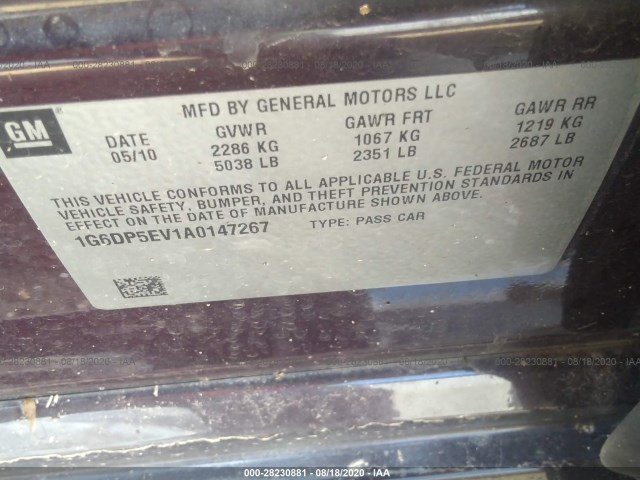 GM
MFD BY GENERAL MOTORS LLC
DATE GVWR GAWR FRT GAWR RR
05/10 2286 KG 1067 KG 1219 KG
5038 LB 2351 LB 2687 LB
THIS VEHICLE CONFORMS TO ALL APPLICABLE U.S. FEDERAL MOTOR
VEHICLE SAFETY, BUMPER, AND THEFT PREVENTION STANDARDS IN
EFFECT ON THE DATE OF MANUFACTURE SHOWN ABOVE.
1G6DP5EV1A0147267 TYPE: PASS CAR
000-28230881 - 08/18/2020 - IAA